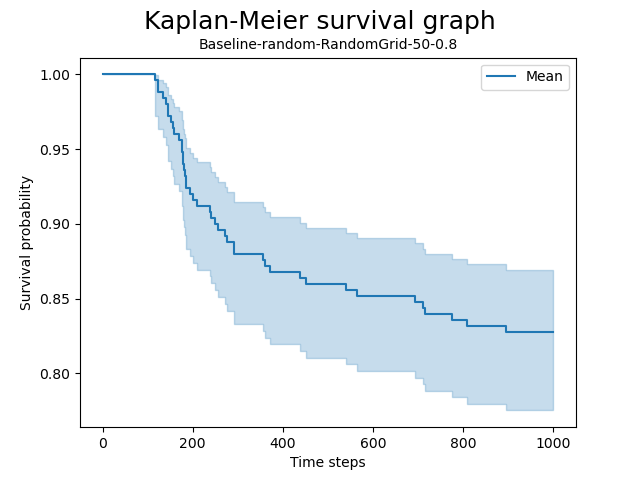 Kaplan-Meier survival graph
Baseline-random-RandomGrid-50-0.8
Mean
1.00
0.95
0.90
0.85
0.80
Survival probability
0 200 400 600 800 1000
Time steps